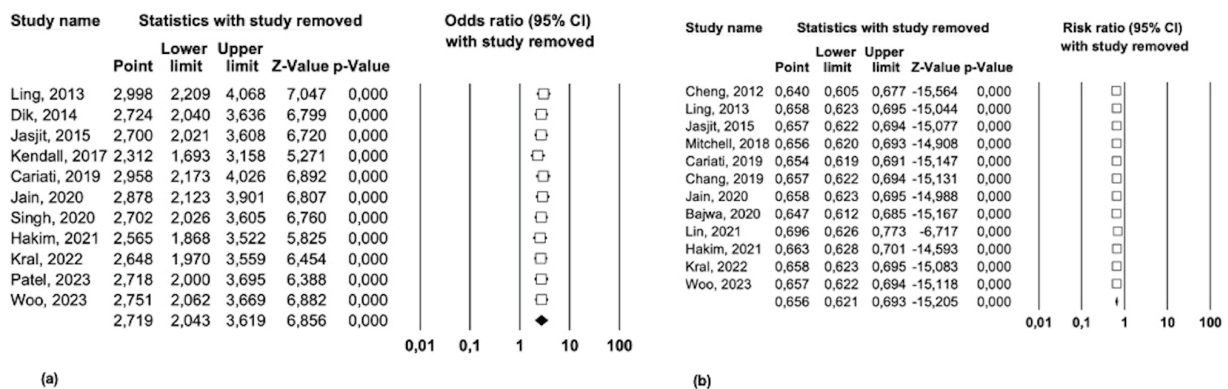 Study name Statistics with study removed Odds ratio (95% CI)
with study removed
Lower Upper
Point limit limit Z-Value p-Value
Ling, 2013 2,998 2,209 4,068 7,047 0,000
Dik, 2014 2,724 2,040 3,636 6,799 0,000
Jasjit, 2015 2,700 2,021 3,608 6,720 0,000
Kendall, 2017 2,312 1,693 3,158 5,271 0,000
Cariati, 2019 2,958 2,173 4,026 6,892 0,000
Jain, 2020 2,878 2,123 3,901 6,807 0,000
Singh, 2020 2,702 2,026 3,605 6,760 0,000
Hakim, 2021 2,565 1,868 3,522 5,825 0,000
Kral, 2022 2,648 1,970 3,559 6,454 0,000
Patel, 2023 2,718 2,000 3,695 6,388 0,000
Woo, 2023 2,751 2,062 3,669 6,882 0,000
2,719 2,043 3,619 6,856 0,000
0,01 0,1 1 10 100
(a)
Study name Statistics with study removed Risk ratio (95% CI)
with study removed
Lower Upper
Point limit limit Z-Value p-Value
Cheng, 2012 0,640 0,605 0,677 -15,564 0,000
Ling, 2013 0,658 0,623 0,695 -15,044 0,000
Jasjit, 2015 0,657 0,622 0,694 -15,077 0,000
Mitchell, 2018 0,656 0,620 0,693 -14,908 0,000
Cariati, 2019 0,654 0,619 0,691 -15,147 0,000
Chang, 2019 0,657 0,622 0,694 -15,131 0,000
Jain, 2020 0,658 0,623 0,695 -14,988 0,000
Bajwa, 2020 0,647 0,612 0,685 -15,167 0,000
Lin, 2021 0,696 0,626 0,773 -6,717 0,000
Hakim, 2021 0,663 0,628 0,701 -14,593 0,000
Kral, 2022 0,658 0,623 0,695 -15,083 0,000
Woo, 2023 0,657 0,622 0,694 -15,118 0,000
0,656 0,621 0,693 -15,205 0,000
0,01 0,1 1 10 100
(b)